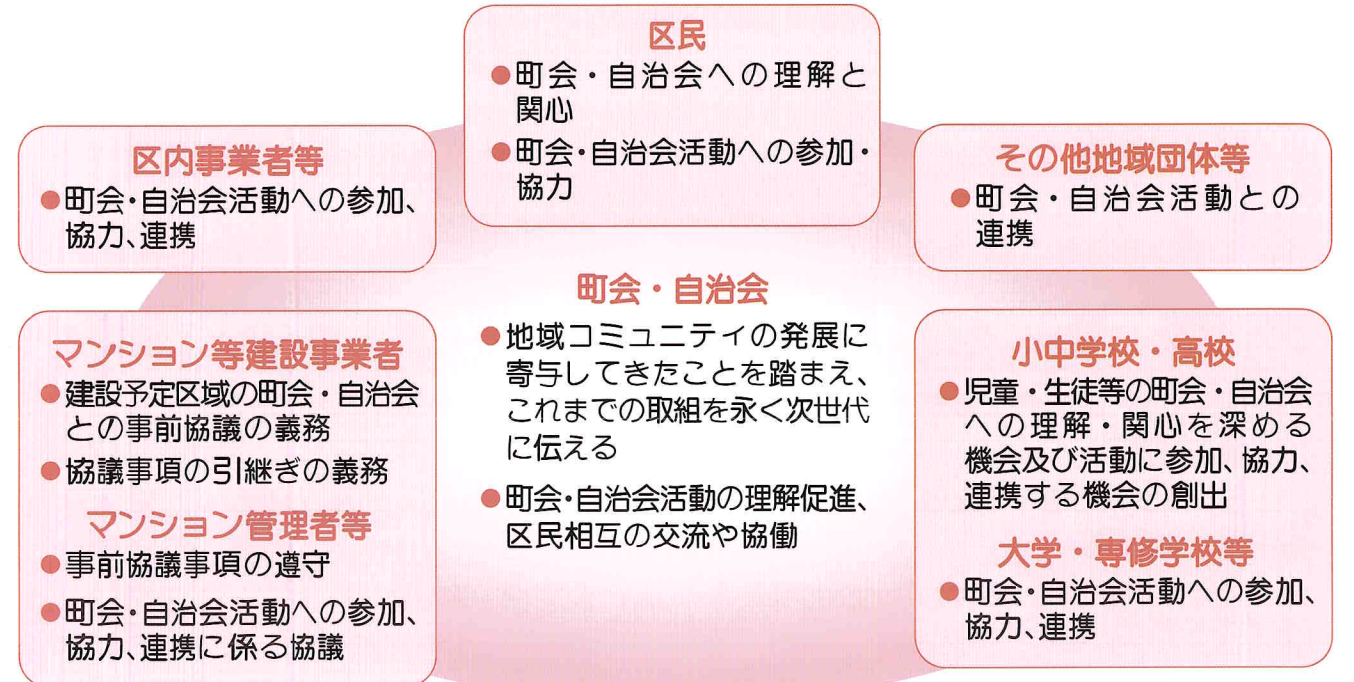 区民
●町会・自治会への理解と
関心
●町会・自治会活動への参加・
協力
区内事業者等
●町会・自治会活動への参加、
協力、連携
その他地域団体等
●町会・自治会活動との
連携
町会・自治会
●地域コミュニティの発展に
寄与してきたことを踏まえ、
これまでの取組を永く次世代
に伝える
●町会・自治会活動の理解促進、
区民相互の交流や協働
マンション等建設事業者
●建設予定区域の町会・自治会
との事前協議の義務
●協議事項の引継ぎの義務
マンション管理者等
●事前協議事項の遵守
●町会・自治会活動への参加、
協力、連携に係る協議
小中学校・高校
●児童・生徒等の町会・自治会
への理解・関心を深める
機会及び活動に参加、協力、
連携する機会の創出
大学・専修学校等
●町会・自治会活動への参加、
協力、連携